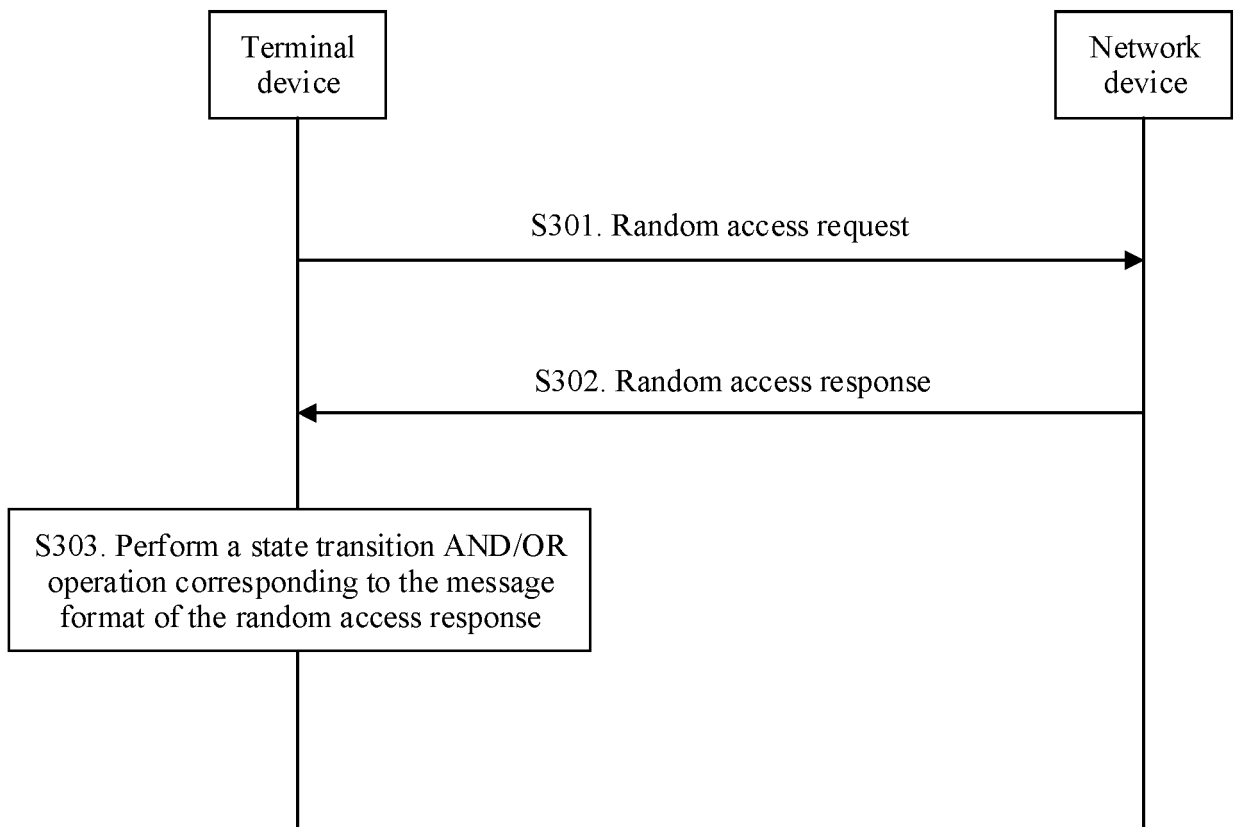 Terminal
device
Network
device
S301. Random access request
S302. Random access response
S303. Perform a state transition AND/OR
operation corresponding to the message
format of the random access response